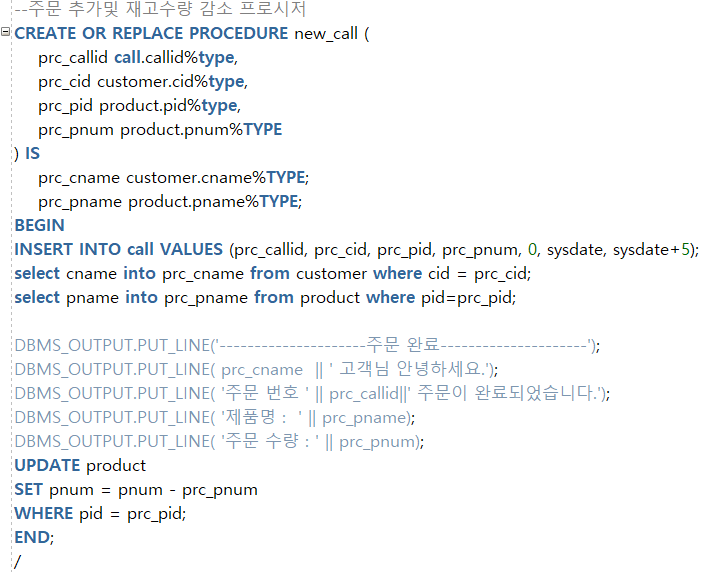 --주문 추가및 재고수량 감소 프로시저
CREATE OR REPLACE PROCEDURE new_call (
prc_callid call.callid%type,
prc_cid customer.cid%type,
prc_pid product.pid%type,
prc_pnum product.pnum%TYPE
) IS
prc_cname customer.cname%TYPE;
prc_pname product.pname%TYPE;
BEGIN
INSERT INTO call VALUES (prc_callid, prc_cid, prc_pid, prc_pnum, 0, sysdate, sysdate+5);
select cname into prc_cname from customer where cid = prc_cid;
select pname into prc_pname from product where pid=prc_pid;
DBMS_OUTPUT.PUT_LINE('---------------------주문 완료---------------------');
DBMS_OUTPUT.PUT_LINE( prc_cname  || ' 고객님 안녕하세요.');
DBMS_OUTPUT.PUT_LINE( '주문 번호 ' || prc_callid||' 주문이 완료되었습니다.');
DBMS_OUTPUT.PUT_LINE( '제품명 :  ' || prc_pname);
DBMS_OUTPUT.PUT_LINE( '주문 수량 : ' || prc_pnum);
UPDATE product
SET pnum = pnum - prc_pnum
WHERE pid = prc_pid;
END;
/